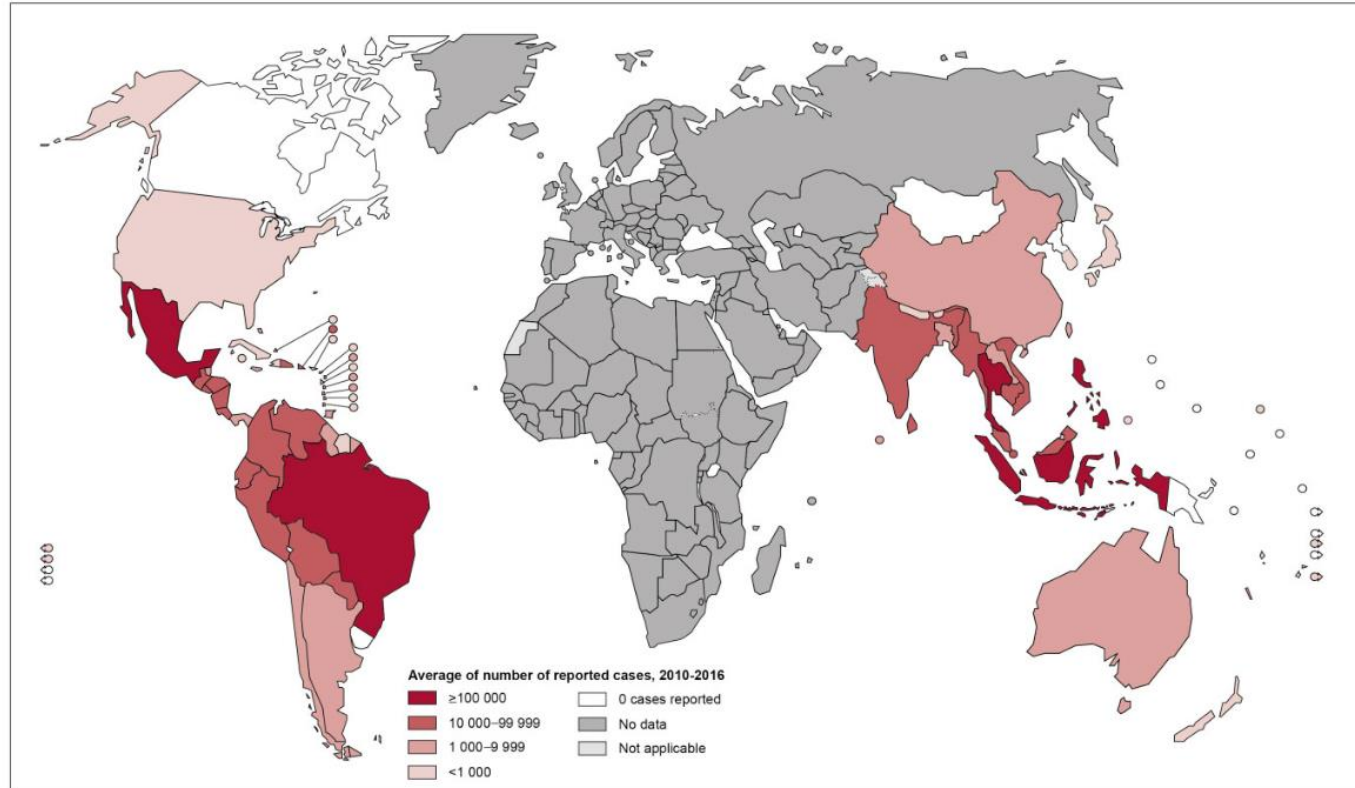 Average of number of reported cases, 2010-2016
≥100 000
10 000–99 999
1 000–9 999
<1 000
0 cases reported
No data
Not applicable